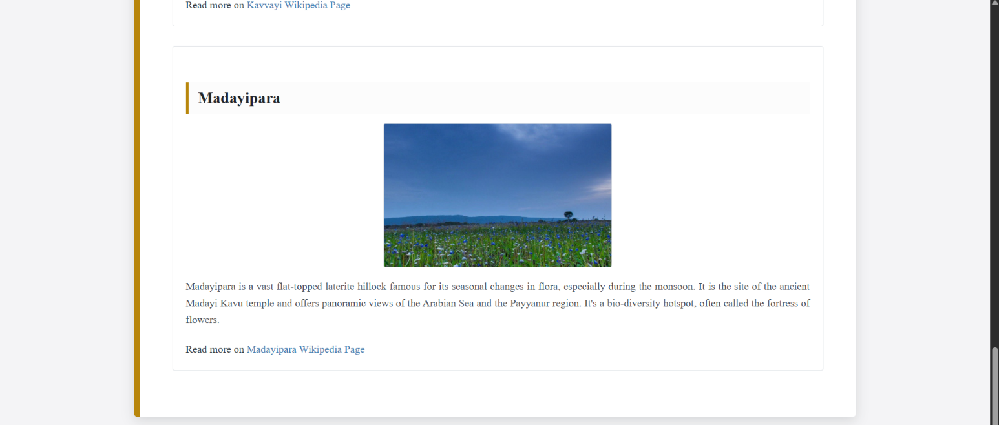 Read more on Kavvayi Wikipedia Page
Madayipara
Madayipara is a vast flat-topped laterite hillock famous for its seasonal changes in flora, especially during the monsoon. It is the site of the ancient
Madayi Kavu temple and offers panoramic views of the Arabian Sea and the Payyanur region. It's a bio-diversity hotspot, often called the fortress of
flowers.
Read more on Madayipara Wikipedia Page